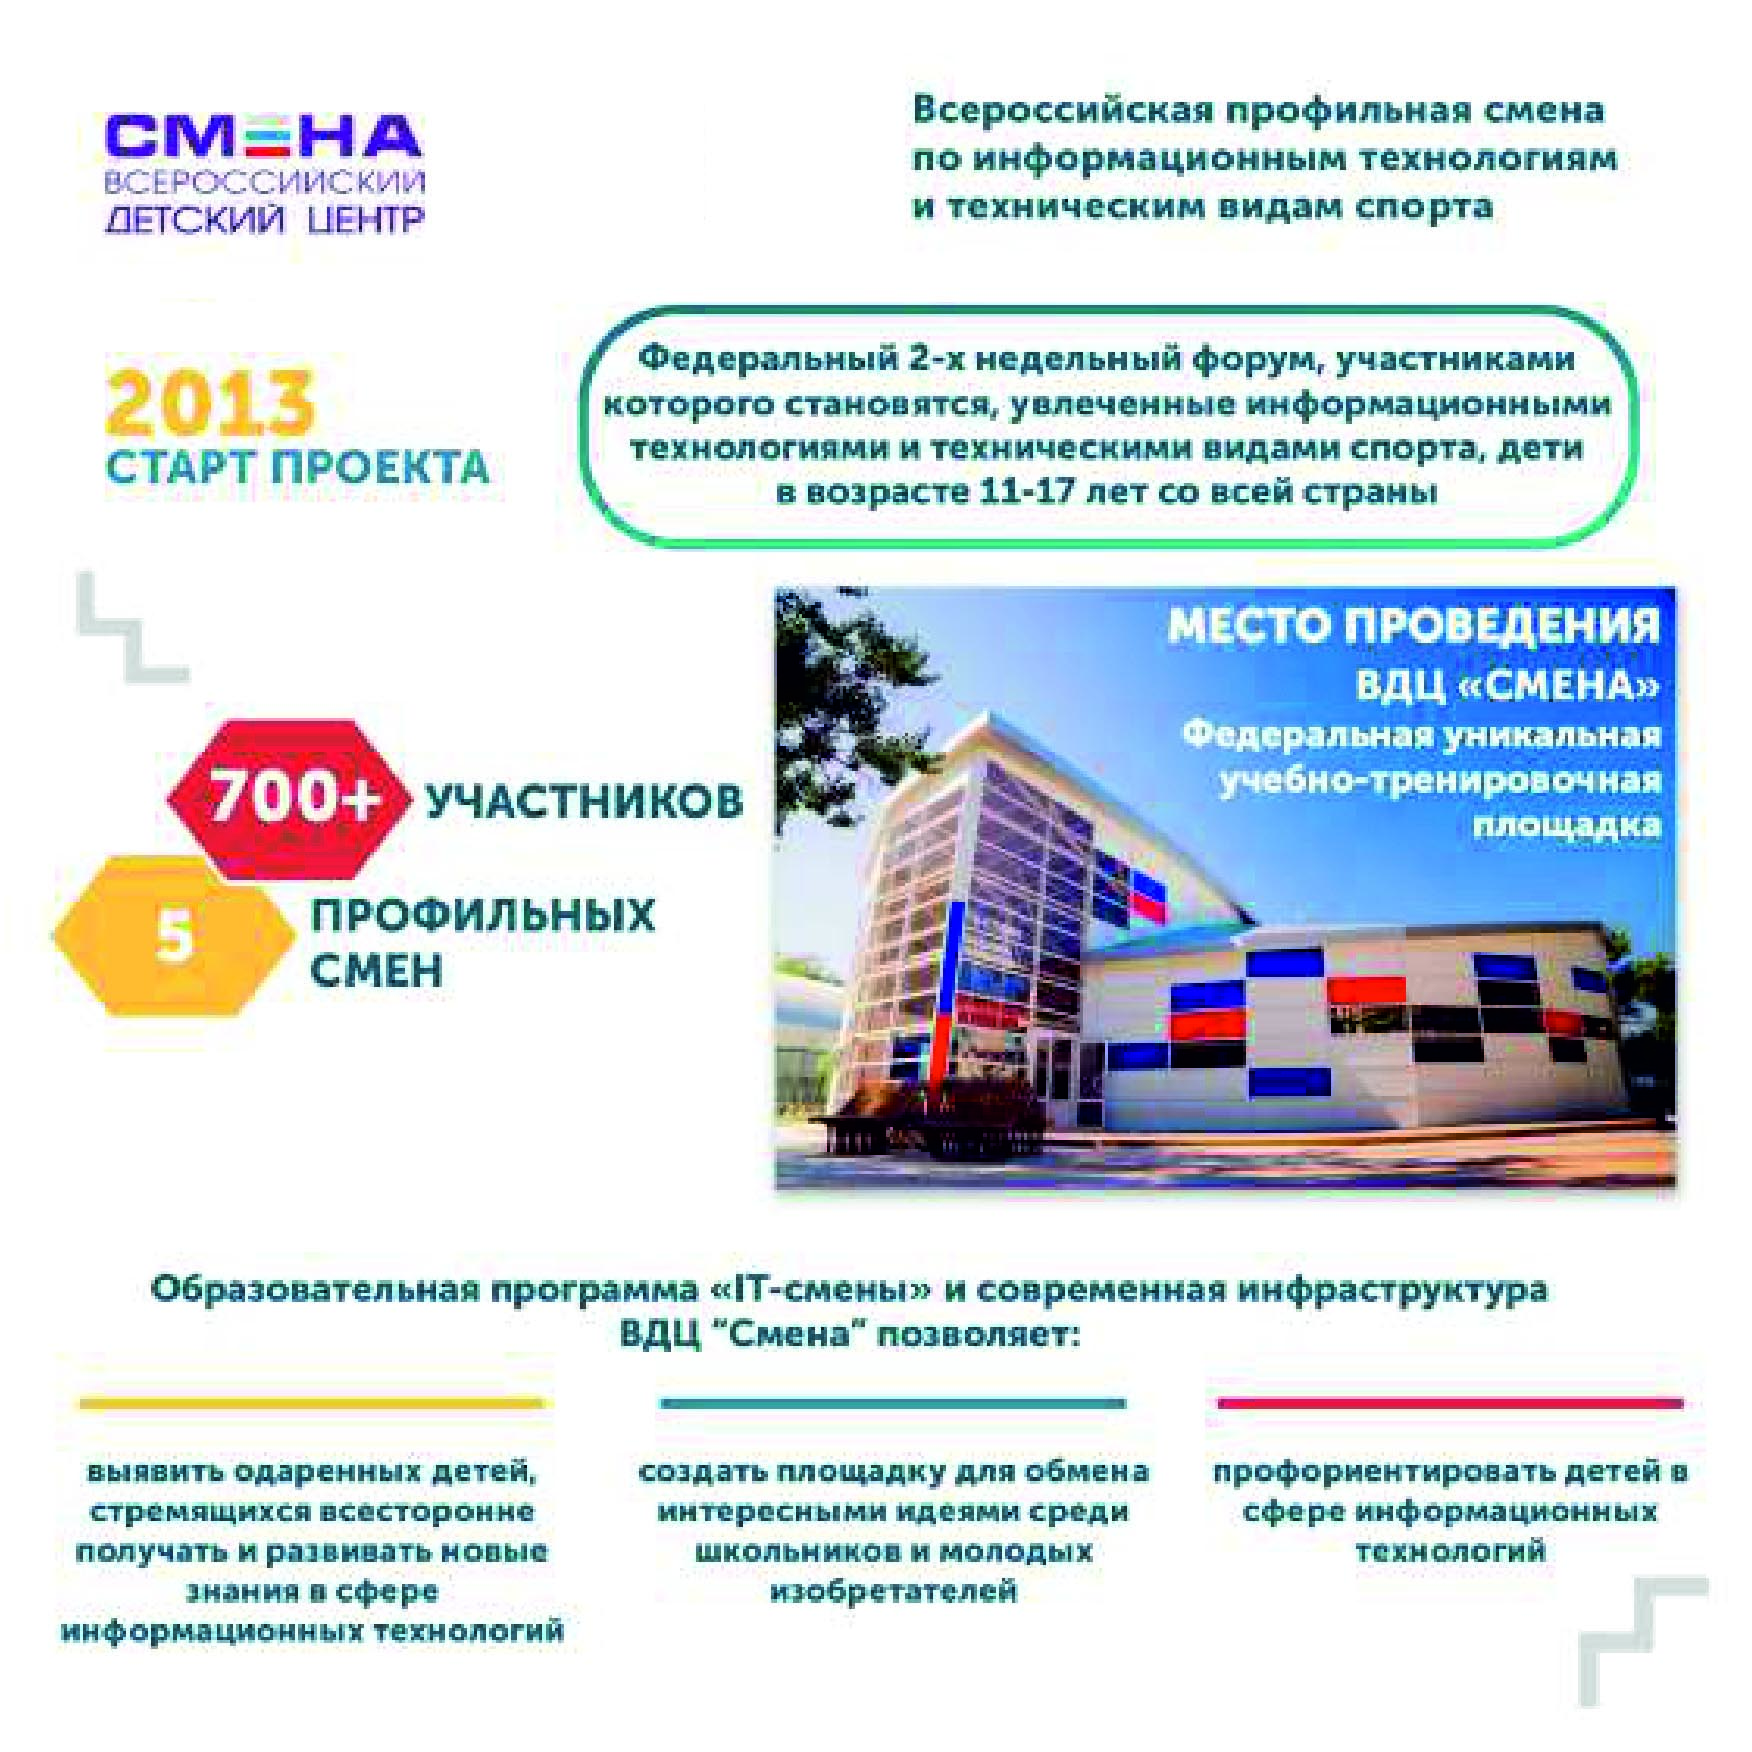 СМЕНА
ВСЕРОССИЙСКИЙ
ДЕТСКИЙ ЦЕНТР
Всероссийская профильная смена
по информационным технологиям
и техническим видам спорта
2013
СТАРТ ПРОЕКТА
Федеральный 2-х недельный форум, участниками
которого становятся, увлеченные информационными
технологиями и техническими видами спорта, дети
в возрасте 11-17 лет со всей страны
700+ УЧАСТНИКОВ
5 ПРОФИЛЬНЫХ
СМЕН
МЕСТО ПРОВЕДЕНИЯ
ВДЦ «СМЕНА»
Федеральная уникальная
учебно-тренировочная
площадка
Образовательная программа «IT-смены» и современная инфраструктура
ВДЦ “Смена” позволяет:
выявить одаренных детей,
стремящихся всесторонне
получать и развивать новые
знания в сфере
информационных технологий
создать площадку для обмена
интересными идеями среди
школьников и молодых
изобретателей
профориентировать детей в
сфере информационных
технологий